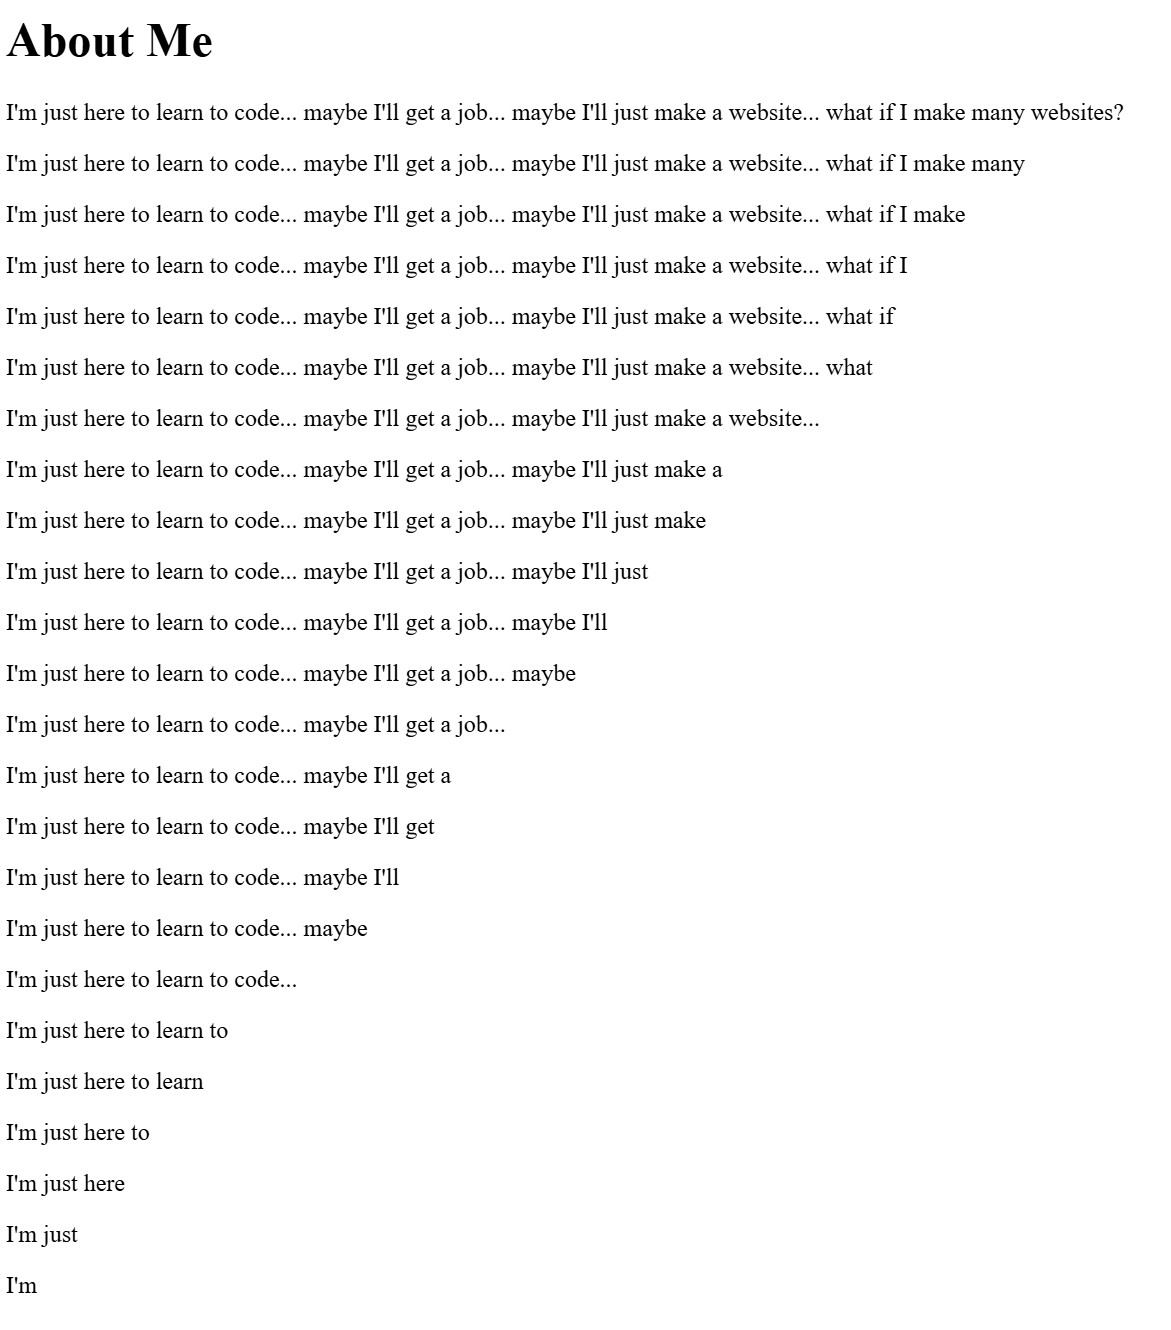 About Me
I'm just here to learn to code... maybe I'll get a job... maybe I'll just make a website... what if I make many websites?
I'm just here to learn to code... maybe I'll get a job... maybe I'll just make a website... what if I make many
I'm just here to learn to code... maybe I'll get a job... maybe I'll just make a website... what if I make
I'm just here to learn to code... maybe I'll get a job... maybe I'll just make a website... what if I
I'm just here to learn to code... maybe I'll get a job... maybe I'll just make a website... what if
I'm just here to learn to code... maybe I'll get a job... maybe I'll just make a website... what
I'm just here to learn to code... maybe I'll get a job... maybe I'll just make a website...
I'm just here to learn to code... maybe I'll get a job... maybe I'll just make a
I'm just here to learn to code... maybe I'll get a job... maybe I'll just make
I'm just here to learn to code... maybe I'll get a job... maybe I'll just
I'm just here to learn to code... maybe I'll get a job... maybe I'll
I'm just here to learn to code... maybe I'll get a job... maybe
I'm just here to learn to code... maybe I'll get a job...
I'm just here to learn to code... maybe I'll get a
I'm just here to learn to code... maybe I'll get
I'm just here to learn to code... maybe I'll
I'm just here to learn to code... maybe
I'm just here to learn to code...
I'm just here to learn to
I'm just here to learn
I'm just here to
I'm just here
I'm just
I'm